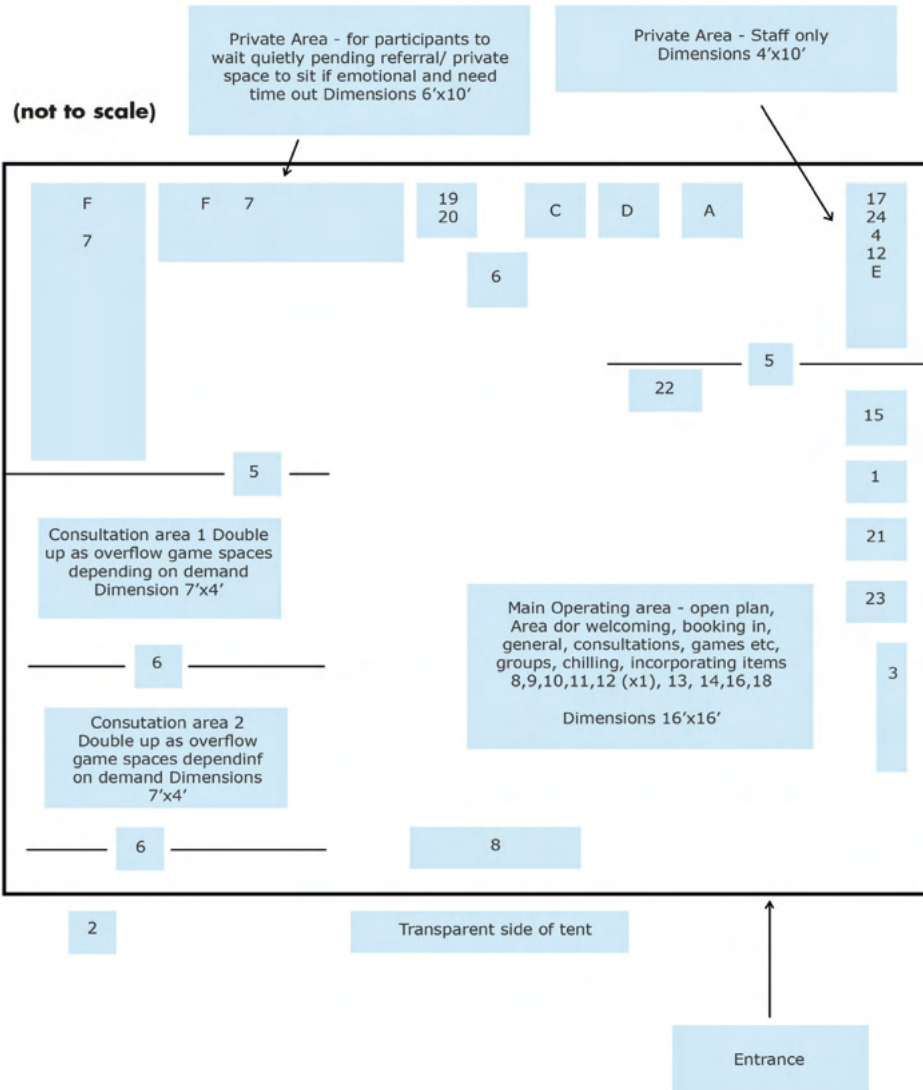 Private Area - for participants to
wait quietly pending referral/ private
space to sit if emotional and need
time out Dimensions 6'x10'
Private Area - Staff only
Dimensions 4'x10'
(not to scale)
F
7
F 7
19
20
C
D
A
17
24
4
12
E
6
5
22
15
5
1
Consultation area 1 Double
up as overflow game spaces
depending on demand
Dimension 7'x4'
21
23
Main Operating area - open plan,
Area dor welcoming, booking in,
general, consultations, games etc,
groups, chilling, incorporating items
8,9,10,11,12 (x1), 13, 14,16,18
Dimensions 16'x16'
6
3
Consutation area 2
Double up as overflow
game spaces dependinf
on demand Dimensions
7'x4'
6
8
2
Transparent side of tent
Entrance